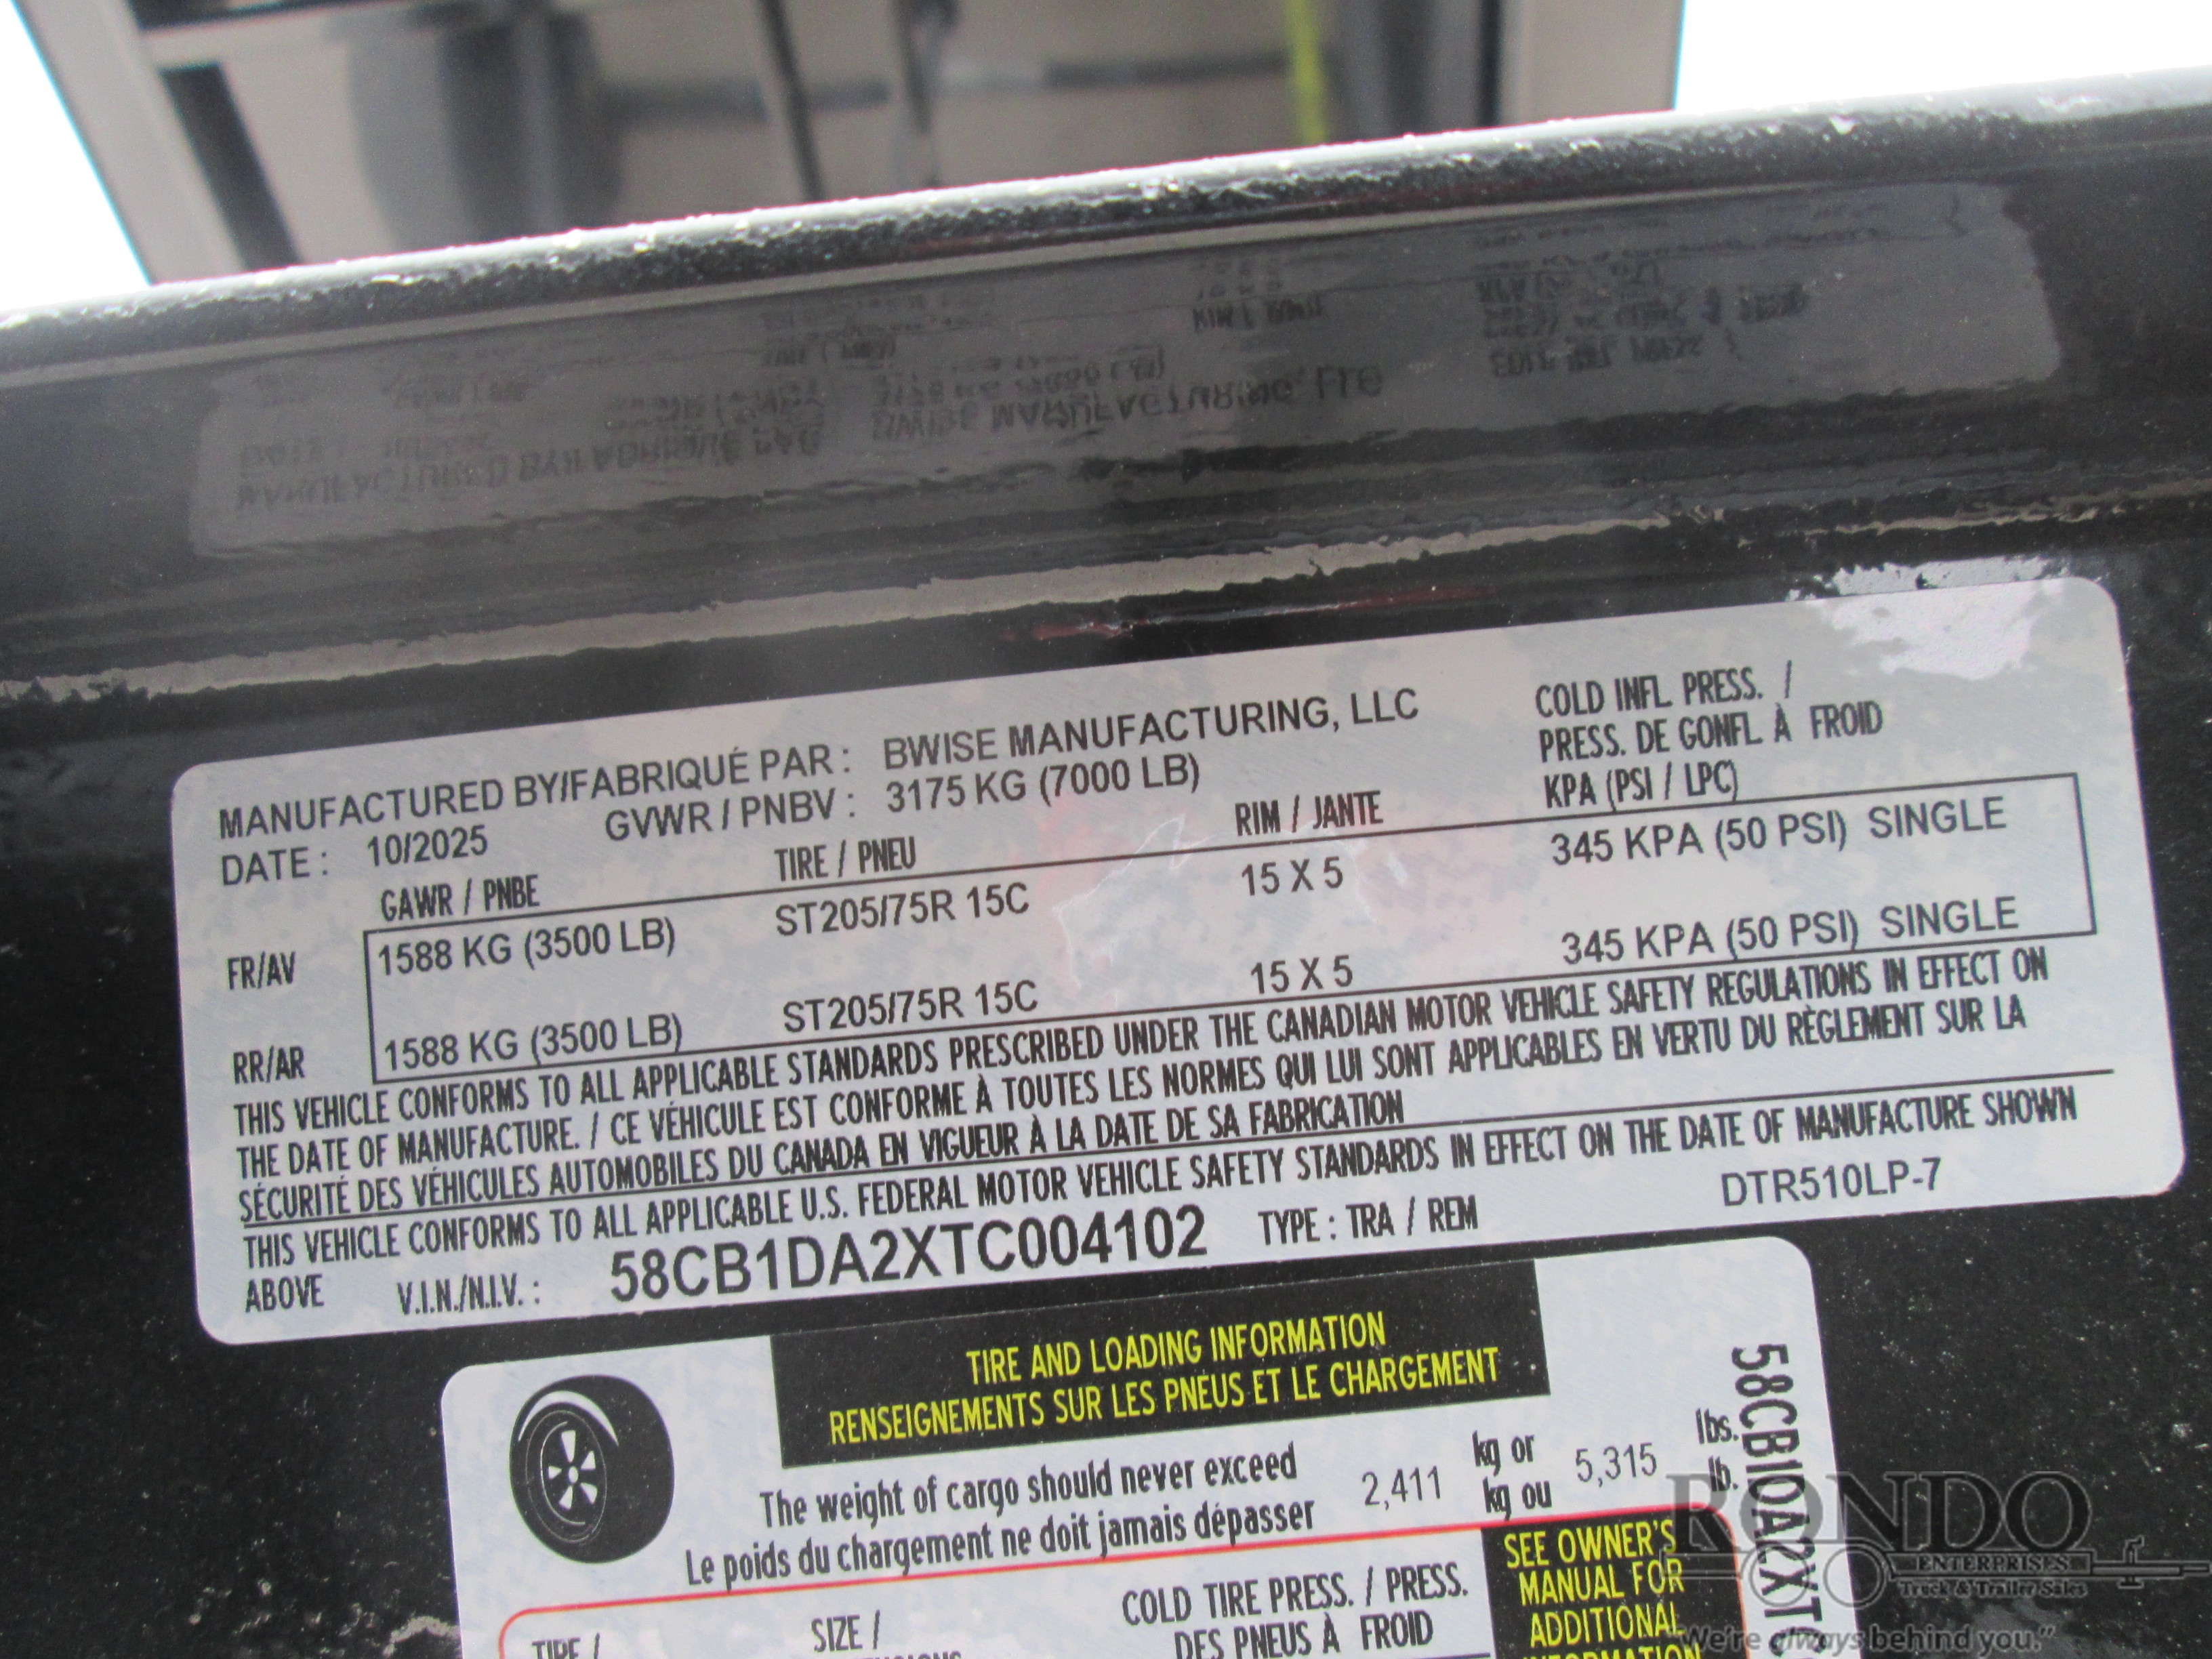 MANUFACTURED BY/FABRIQUÉ PAR : BWISE MANUFACTURING, LLC
DATE : 10/2025 GVWR / PNBV : 3175 KG (7000 LB)
COLD INFL PRESS. /
PRESS. DE GONFL À FROID
KPA (PSI / LPC)
GAWR / PNBE TIRE / PNEU RIM / JANTE
FR/AV 1588 KG (3500 LB) ST205/75R 15C 15 X 5 345 KPA (50 PSI) SINGLE
RR/AR 1588 KG (3500 LB) ST205/75R 15C 15 X 5 345 KPA (50 PSI) SINGLE
THIS VEHICLE CONFORMS TO ALL APPLICABLE STANDARDS PRESCRIBED UNDER THE CANADIAN MOTOR VEHICLE SAFETY REGULATIONS IN EFFECT ON
THE DATE OF MANUFACTURE. / CE VÉHICULE EST CONFORME À TOUTES LES NORMES QUI LUI SONT APPLICABLES EN VERTU DU RÈGLEMENT SUR LA
SÉCURITÉ DES VÉHICULES AUTOMOBILES DU CANADA EN VIGUEUR À LA DATE DE SA FABRICATION
THIS VEHICLE CONFORMS TO ALL APPLICABLE U.S. FEDERAL MOTOR VEHICLE SAFETY STANDARDS IN EFFECT ON THE DATE OF MANUFACTURE SHOWN
ABOVE V.I.N./N.I.V. : 58CB1DA2XTC004102 TYPE : TRA / REM DTR510LP-7
TIRE AND LOADING INFORMATION
RENSEIGNEMENTS SUR LES PNEUS ET LE CHARGEMENT
The weight of cargo should never exceed 2,411 kg or 5,315 lbs.
Le poids du chargement ne doit jamais dépasser kg ou lb.
58CB1DA2XTC
TIRE / SIZE / COLD TIRE PRESS. / PRESS.
DES PNEUS À FROID
SEE OWNER'S
MANUAL FOR
ADDITIONAL
INFORMATION
RONDO
ENTERPRISES
Truck & Trailer Sales
"We're always behind you."